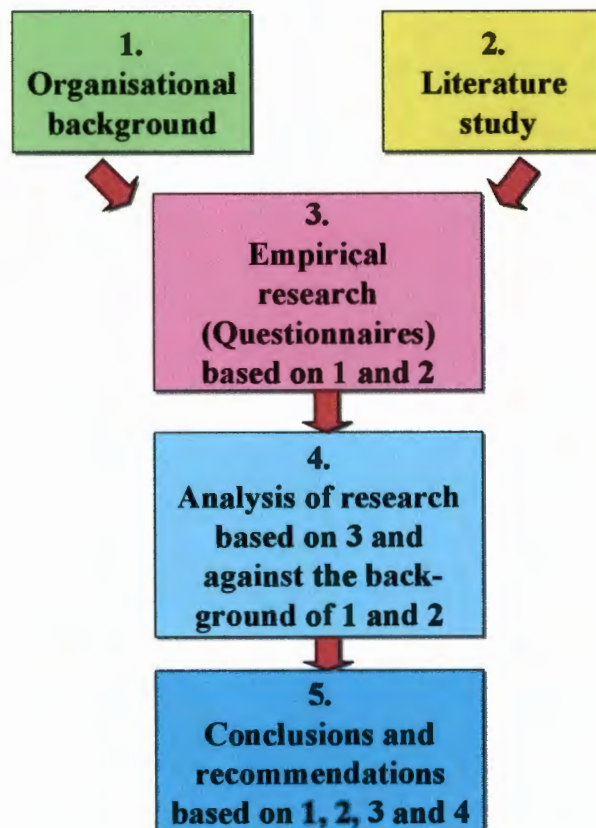 1.
Organisational
background
2.
Literature
study
3.
Empirical
research
(Questionnaires)
based on 1 and 2
4.
Analysis of research
based on 3 and
against the back-
ground of 1 and 2
5.
Conclusions and
recommendations
based on 1, 2, 3 and 4